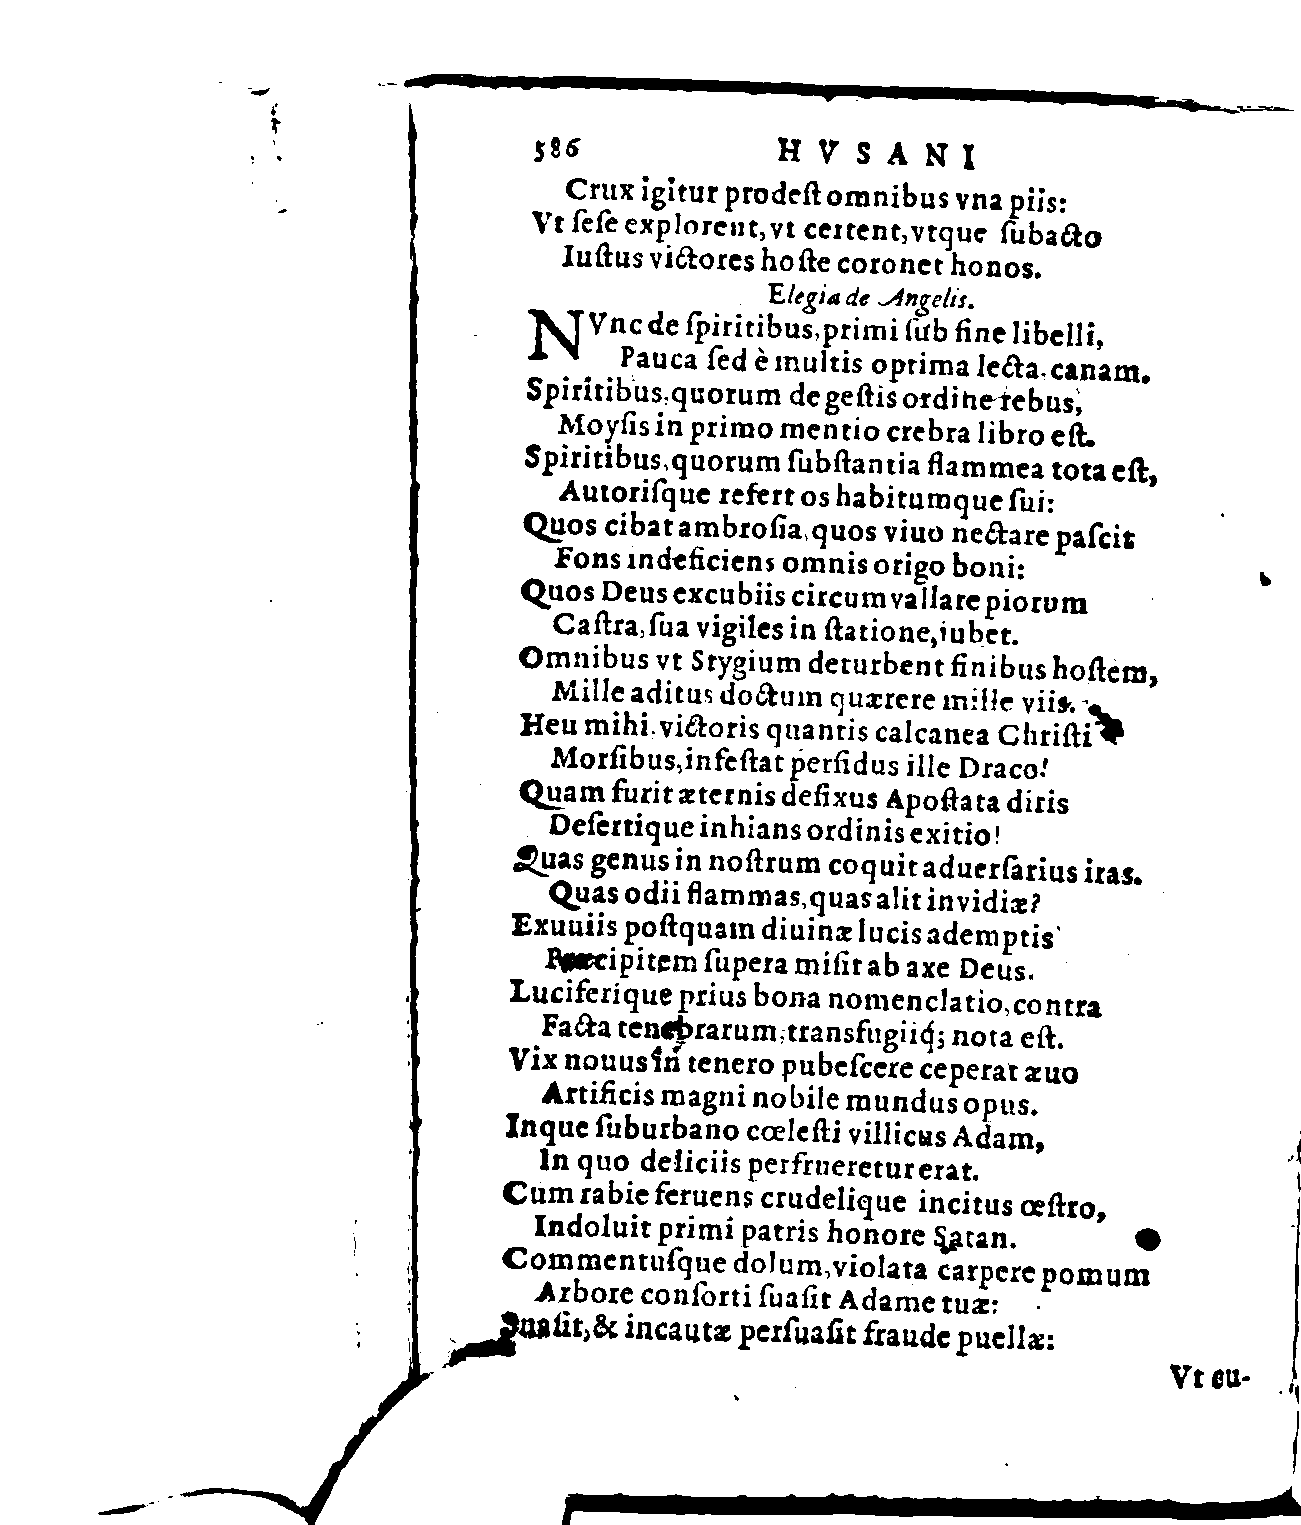 586 HVSANI
Crux igitur prodeſt omnibus vna piis:
Vt ſeſe explorent, vt certent, vtque ſubacto
Iuſtus victores hoſte coronet honos.
Elegia de Angelis.
NVnc de ſpiritibus, primi ſub fine libelli,
Pauca ſed è multis optima lecta. canam.
Spiritibus, quorum de geſtis ordine rebus,
Moyſis in primo mentio crebra libro eſt.
Spiritibus, quorum ſubſtantia flammea tota eſt,
Autoriſque refert os habitumque ſui:
Quos cibat ambroſia, quos viuo nectare paſcit
Fons indeficiens omnis origo boni:
Quos Deus excubiis circumvallare piorum
Caſtra, ſua vigiles in ſtatione, iubet.
Omnibus vt Stygium deturbent finibus hoſtem,
Mille aditus doctum quærere mille viis.
Heu mihi. victoris quantis calcanea Chriſti
Morſibus, infeſtat perfidus ille Draco!
Quam furit æternis defixus Apoſtata diris
Deſertique inhians ordinis exitio!
Quas genus in noſtrum coquit aduerſarius iras.
Quas odii flammas, quas alit invidiæ?
Exuuiis poſtquam diuinæ lucis ademptis
Præcipitem ſupera miſit ab axe Deus.
Luciferique prius bona nomenclatio, contra
Facta tenebrarum, transfugiiq́; nota eſt.
Vix nouus in tenero pubeſcere ceperat æuo
Artificis magni nobile mundus opus.
Inque ſuburbano cœleſti villicus Adam,
In quo deliciis perfrueretur erat.
Cum rabie feruens crudelique incitus œſtro,
Indoluit primi patris honore Satan.
Commentuſque dolum, violata carpere pomum
Arbore conſorti ſuaſit Adame tuæ:
Suaſit, & incautæ perſuaſit fraude puellæ:
Vt cu-